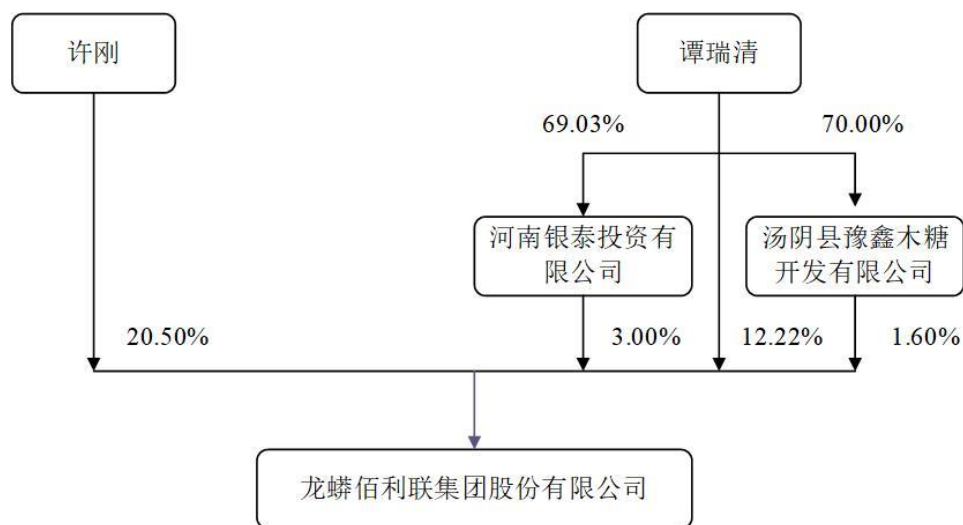 许刚
谭瑞清
69.03%
70.00%
河南银泰投资有
限公司
汤阴县豫鑫木糖
开发有限公司
20.50%
3.00%
12.22%
1.60%
龙蟒佰利联集团股份有限公司